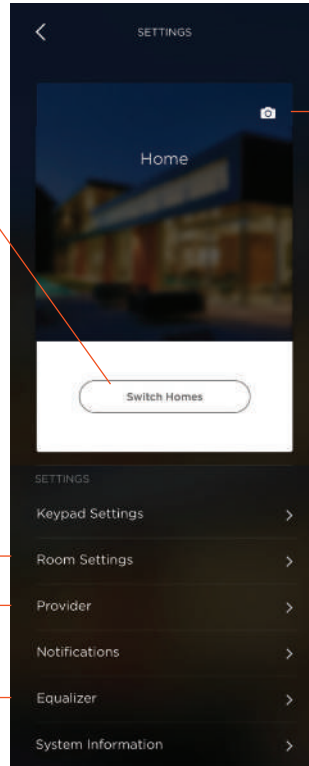 SETTINGS
Home
Switch Homes
SETTINGS
Keypad Settings
Room Settings
Provider
Notifications
Equalizer
System Information